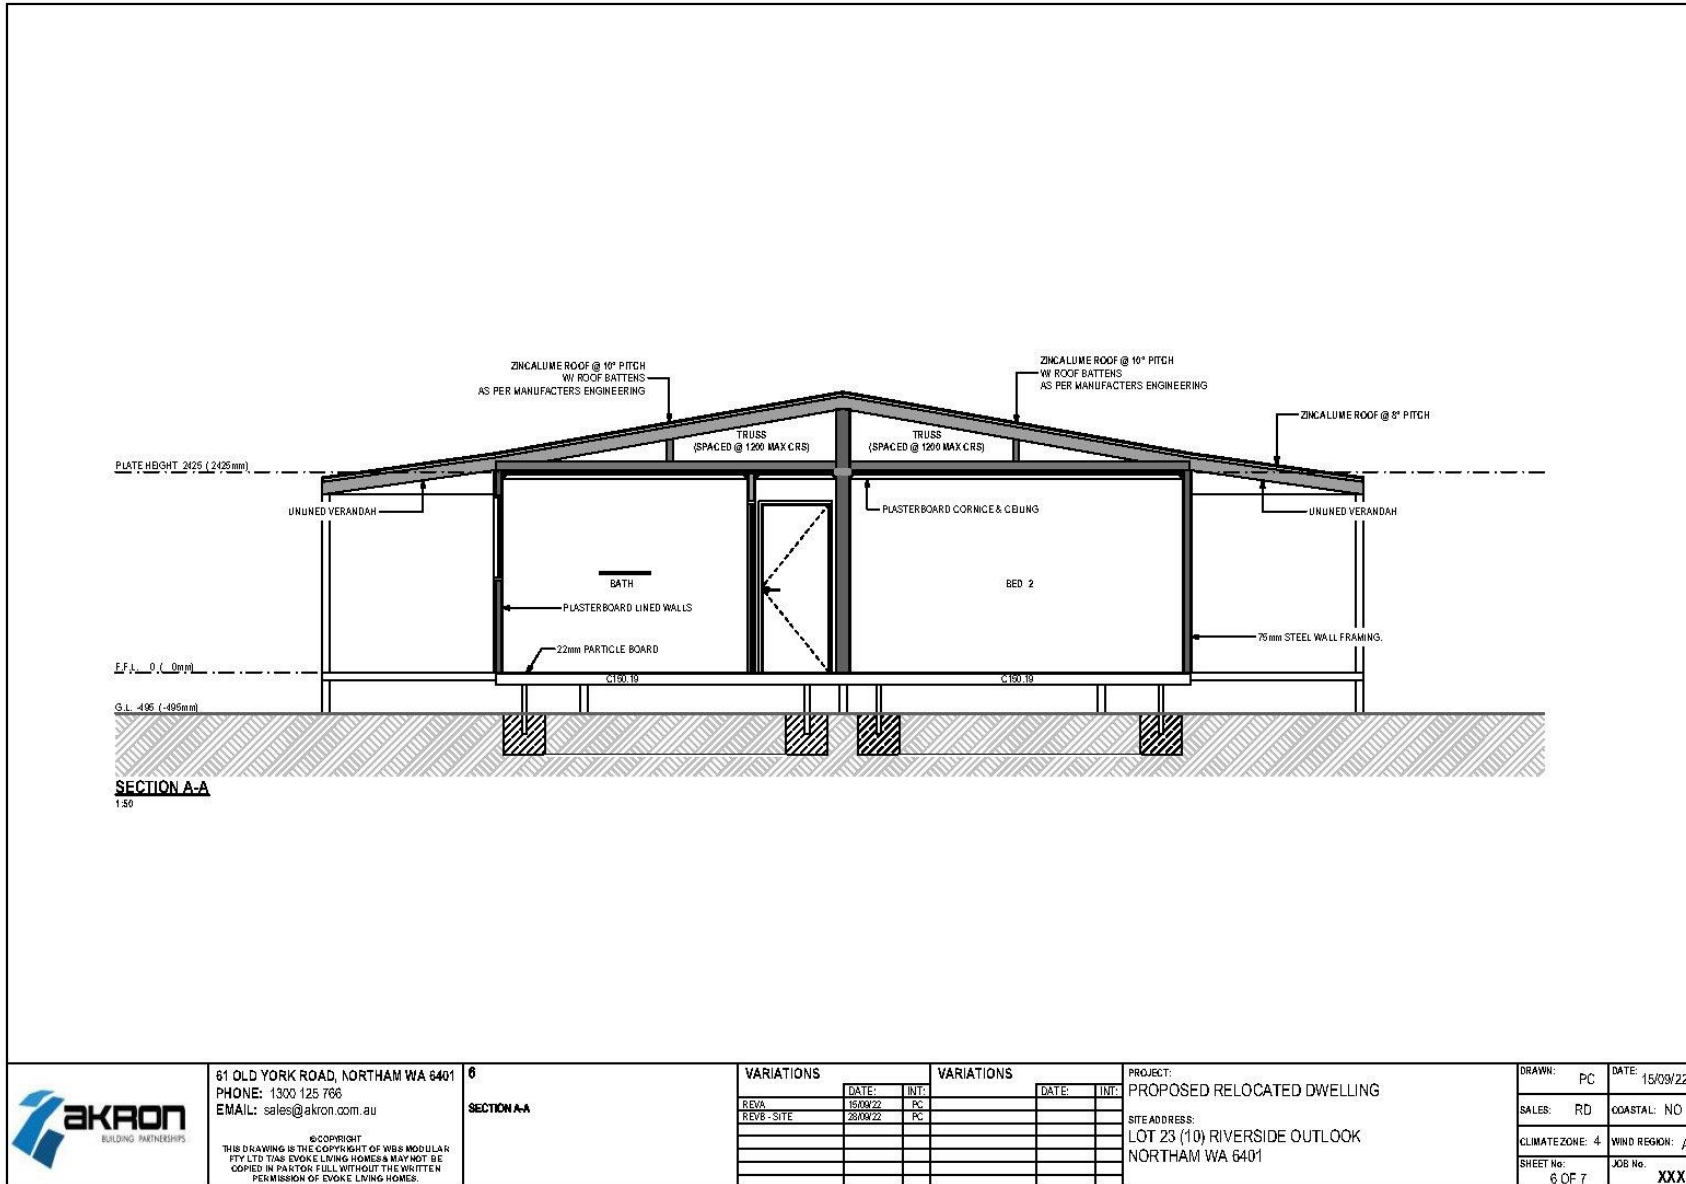 ZINCALUME ROOF @ 10° PITCH
W/ ROOF BATTENS
AS PER MANUFACTERS ENGINEERING
ZINCALUME ROOF @ 10° PITCH
W/ ROOF BATTENS
AS PER MANUFACTERS ENGINEERING
ZINCALUME ROOF @ 8° PITCH
TRUSS
(SPACED @ 1200 MAX CRS)
TRUSS
(SPACED @ 1200 MAX CRS)
PLATE HEIGHT 2425 ( 2425mm)
UNLINED VERANDAH
PLASTERBOARD CORNICE & CEILING
UNLINED VERANDAH
BATH
BED 2
PLASTERBOARD LINED WALLS
75mm STEEL WALL FRAMING.
22mm PARTICLE BOARD
F.F.L. 0 ( 0mm)
C150.19
C150.19
G.L. -495 (-495mm)
SECTION A-A
1:50
AKRON
BUILDING PARTNERSHIPS
61 OLD YORK ROAD, NORTHAM WA 6401
PHONE: 1300 125 766
EMAIL: sales@akron.com.au
©COPYRIGHT
THIS DRAWING IS THE COPYRIGHT OF WBS MODULAR
PTY LTD T/AS EVOKE LIVING HOMES & MAY NOT BE
COPIED IN PART OR FULL WITHOUT THE WRITTEN
PERMISSION OF EVOKE LIVING HOMES.
6
SECTION A-A
VARIATIONS
DATE: INT:
REVA 15/09/22 PC
REVB - SITE 28/09/22 PC
VARIATIONS
DATE: INT:
PROJECT:
PROPOSED RELOCATED DWELLING
SITE ADDRESS:
LOT 23 (10) RIVERSIDE OUTLOOK
NORTHAM WA 6401
DRAWN: PC
DATE: 15/09/22
SALES: RD
COASTAL: NO
CLIMATE ZONE: 4
WIND REGION: A
SHEET No: 6 OF 7
JOB No. XXX